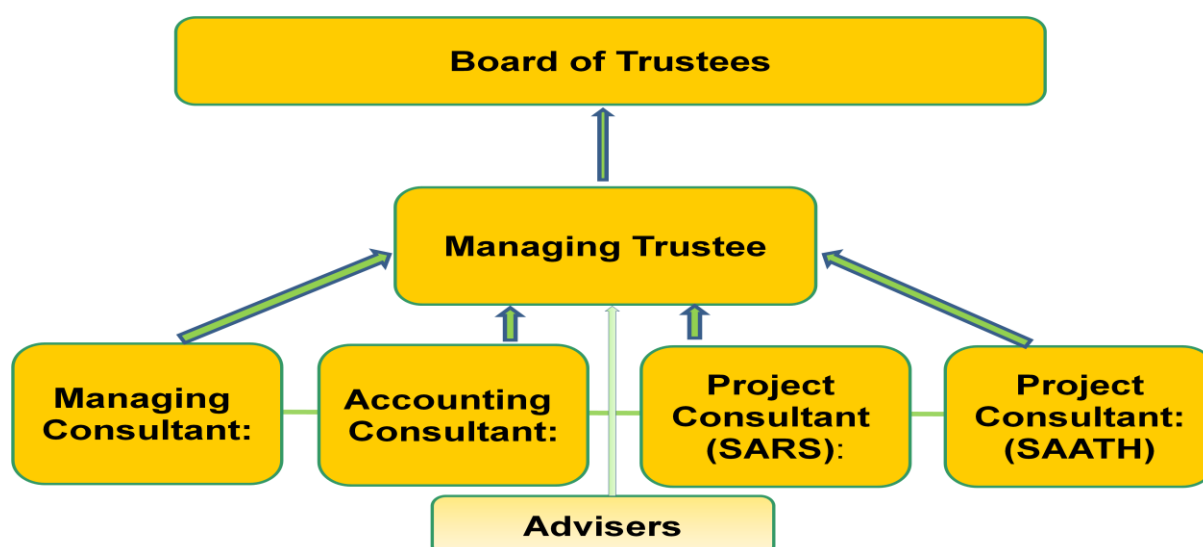 Board of Trustees
Managing Trustee
Managing
Consultant:
Accounting
Consultant:
Project
Consultant
(SARS):
Project
Consultant:
(SAATH)
Advisers